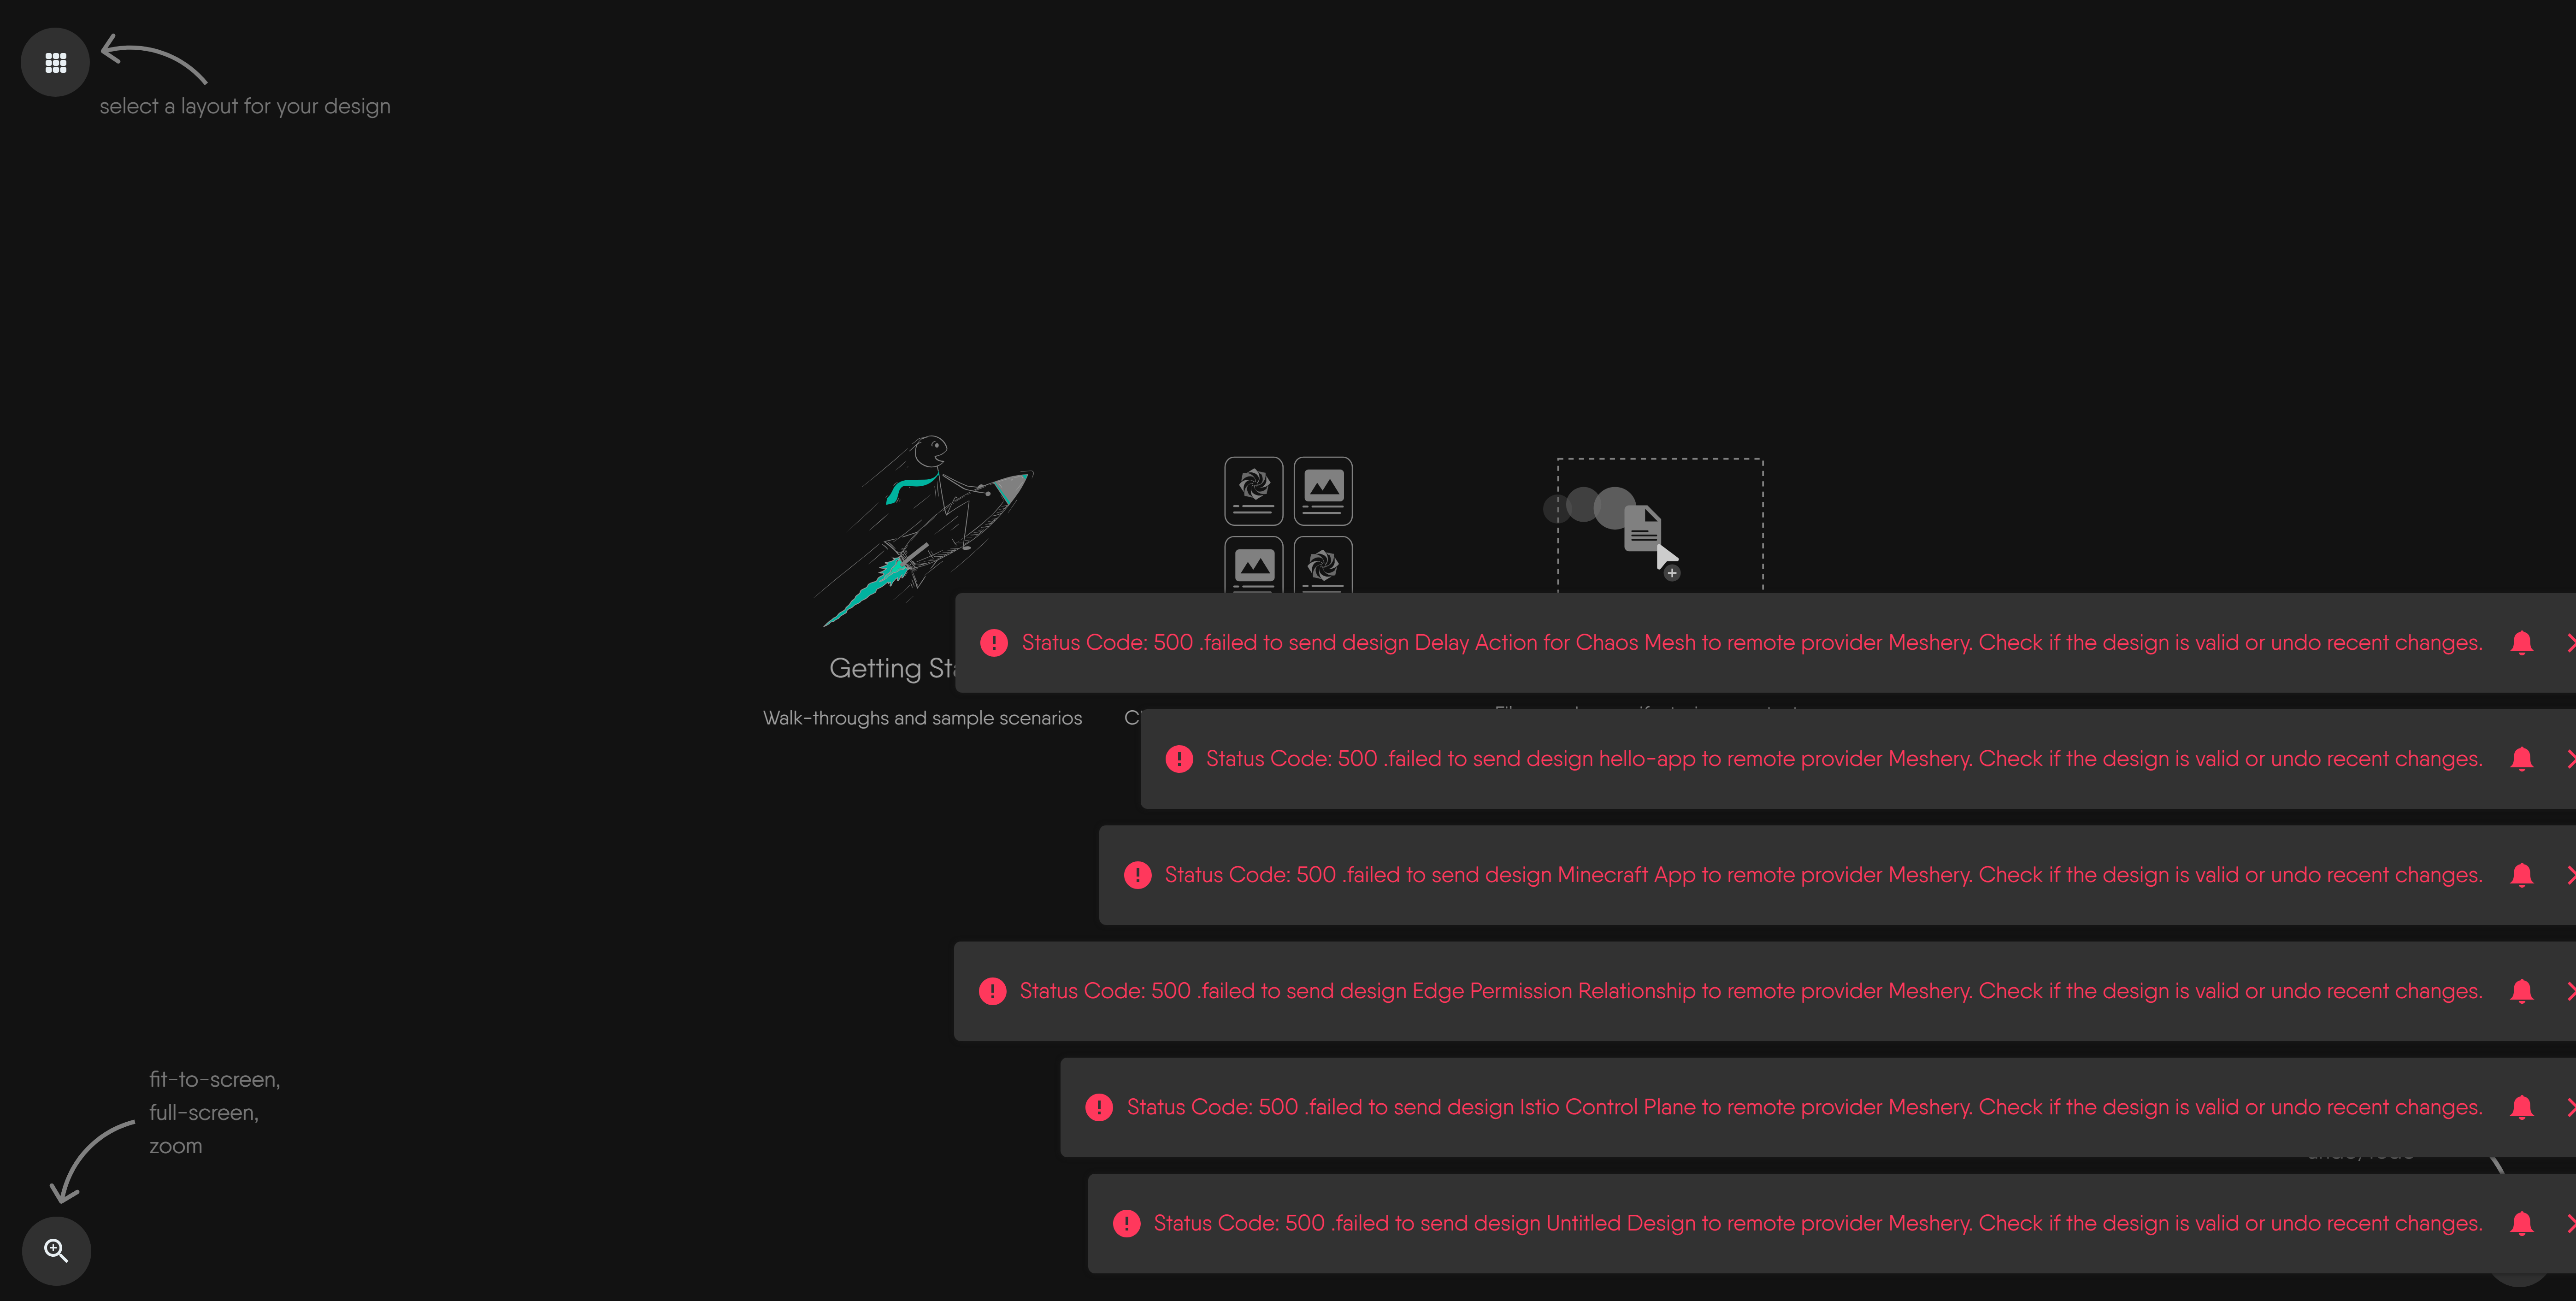 select a layout for your design
Getting
Walk-throughs and sample scenarios
Status Code: 500 .failed to send design Delay Action for Chaos Mesh to remote provider Meshery. Check if the design is valid or undo recent changes.
Status Code: 500 .failed to send design hello-app to remote provider Meshery. Check if the design is valid or undo recent changes.
Status Code: 500 .failed to send design Minecraft App to remote provider Meshery. Check if the design is valid or undo recent changes.
Status Code: 500 .failed to send design Edge Permission Relationship to remote provider Meshery. Check if the design is valid or undo recent changes.
Status Code: 500 .failed to send design Istio Control Plane to remote provider Meshery. Check if the design is valid or undo recent changes.
Status Code: 500 .failed to send design Untitled Design to remote provider Meshery. Check if the design is valid or undo recent changes.
fit-to-screen,
full-screen,
zoom